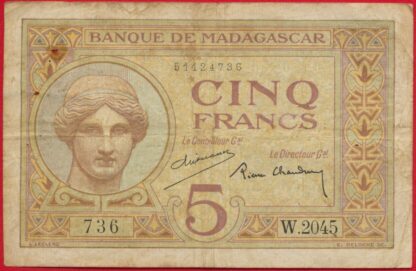 BANQUE DE MADAGASCAR
51424736
CINQ
FRANCS
Le Contrôleur Gal
Le Directeur Gal
5
736
W.2045